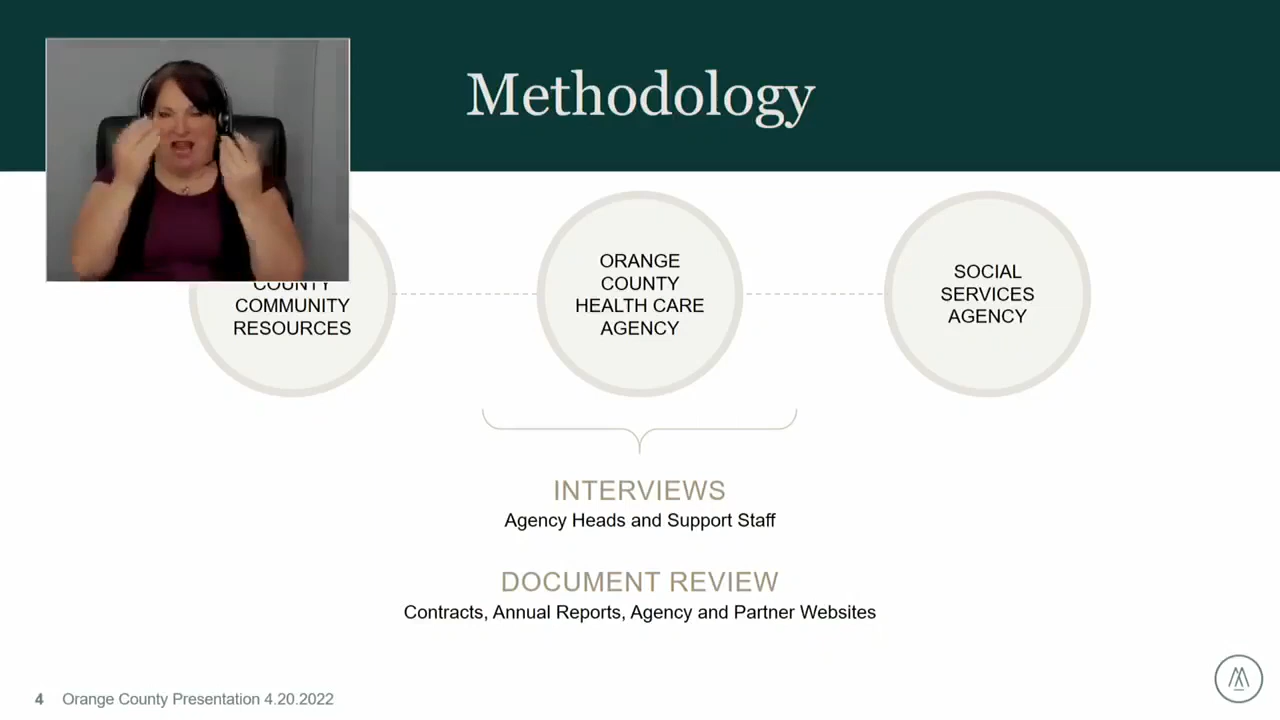 Methodology
COUNTY
COMMUNITY
RESOURCES
ORANGE
COUNTY
HEALTH CARE
AGENCY
SOCIAL
SERVICES
AGENCY
INTERVIEWS
Agency Heads and Support Staff
DOCUMENT REVIEW
Contracts, Annual Reports, Agency and Partner Websites
4 Orange County Presentation 4.20.2022